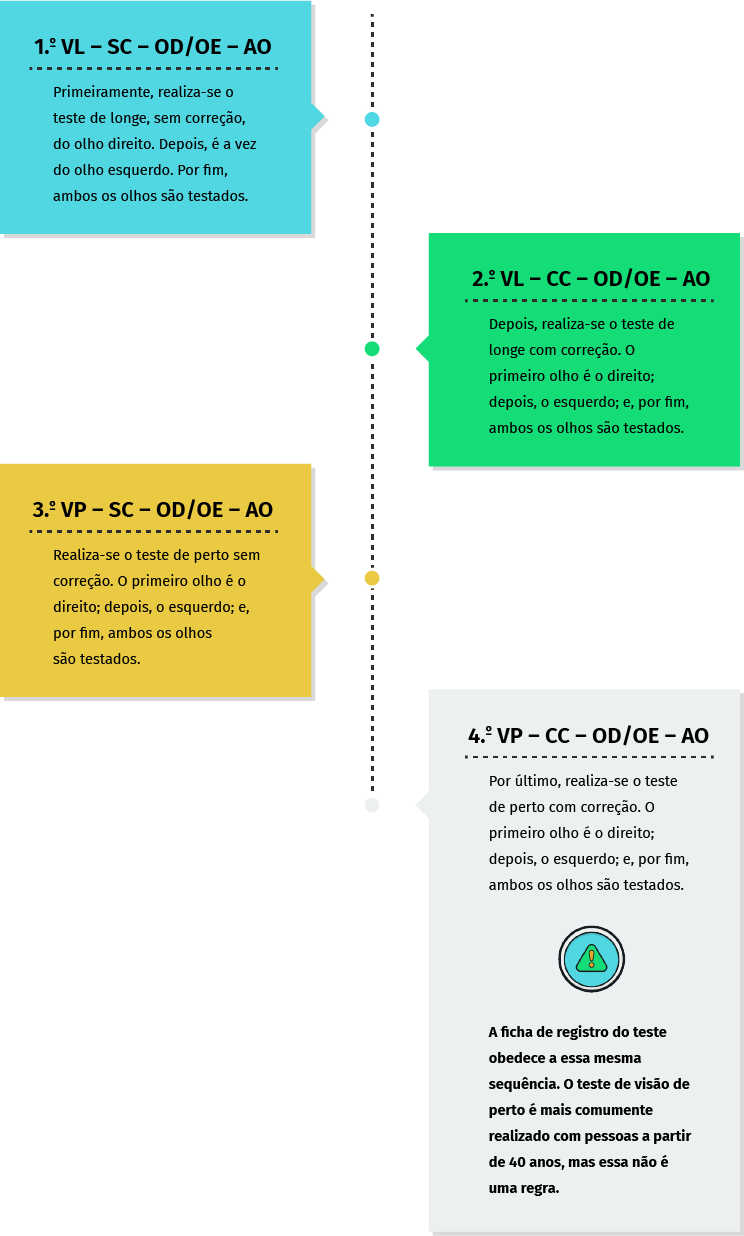 1.º VL – SC – OD/OE – AO
Primeiramente, realiza-se o
teste de longe, sem correção,
do olho direito. Depois, é a vez
do olho esquerdo. Por fim,
ambos os olhos são testados.
2.º VL – CC – OD/OE – AO
Depois, realiza-se o teste de
longe com correção. O
primeiro olho é o direito;
depois, o esquerdo; e, por fim,
ambos os olhos são testados.
3.º VP – SC – OD/OE – AO
Realiza-se o teste de perto sem
correção. O primeiro olho é o
direito; depois, o esquerdo; e,
por fim, ambos os olhos
são testados.
4.º VP – CC – OD/OE – AO
Por último, realiza-se o teste
de perto com correção. O
primeiro olho é o direito;
depois, o esquerdo; e, por fim,
ambos os olhos são testados.
A ficha de registro do teste
obedece a essa mesma
sequência. O teste de visão de
perto é mais comumente
realizado com pessoas a partir
de 40 anos, mas essa não é
uma regra.